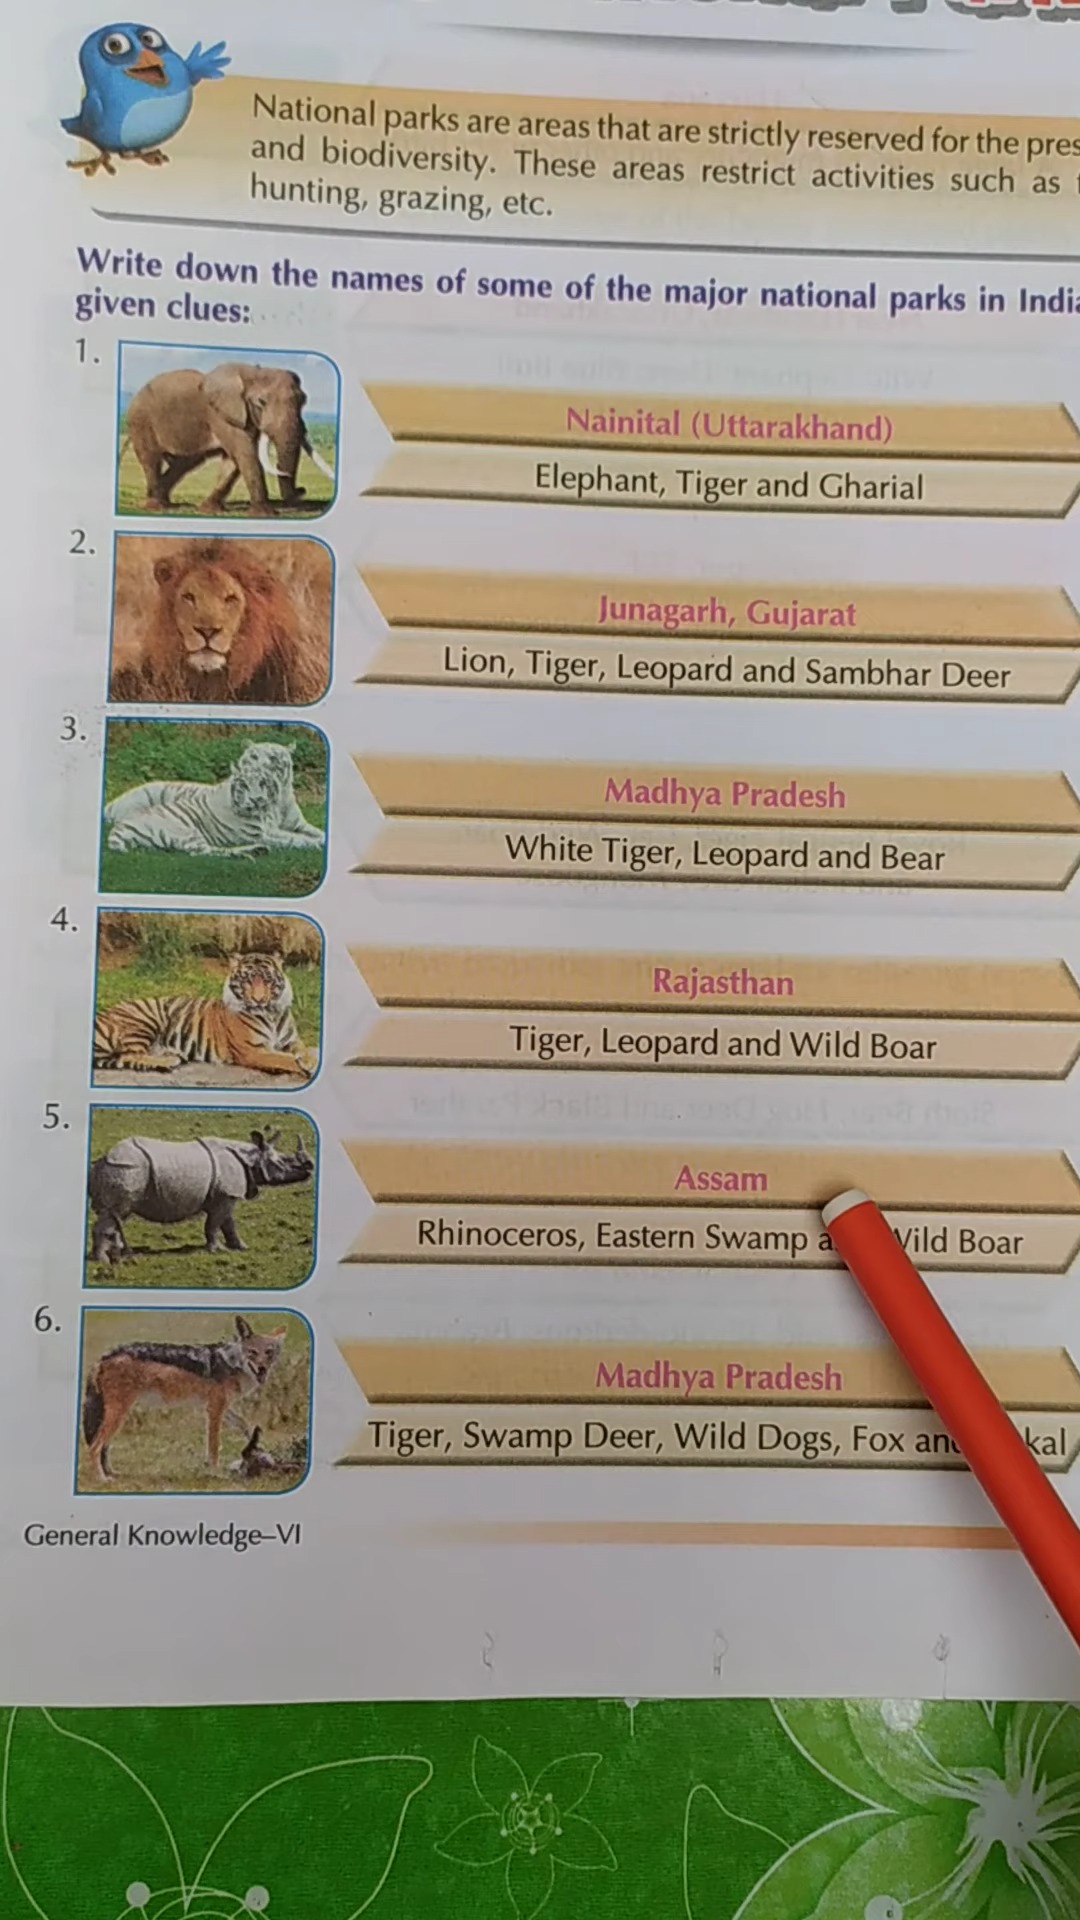 National parks are areas that are strictly reserved for the
and biodiversity. These areas restrict activities such as
hunting, grazing, etc.
Write down the names of some of the major national parks in
given clues:
1.
Nainital (Uttarakhand)
Elephant, Tiger and Gharial
2.
Junagarh, Gujarat
Lion, Tiger, Leopard and Sambhar Deer
3.
Madhya Pradesh
White Tiger, Leopard and Bear
4.
Rajasthan
Tiger, Leopard and Wild Boar
5.
Assam
Rhinoceros, Eastern Swamp Boar
6.
Madhya Pradesh
Tiger, Swamp Deer, Wild Dogs, Fox
General Knowledge–VI